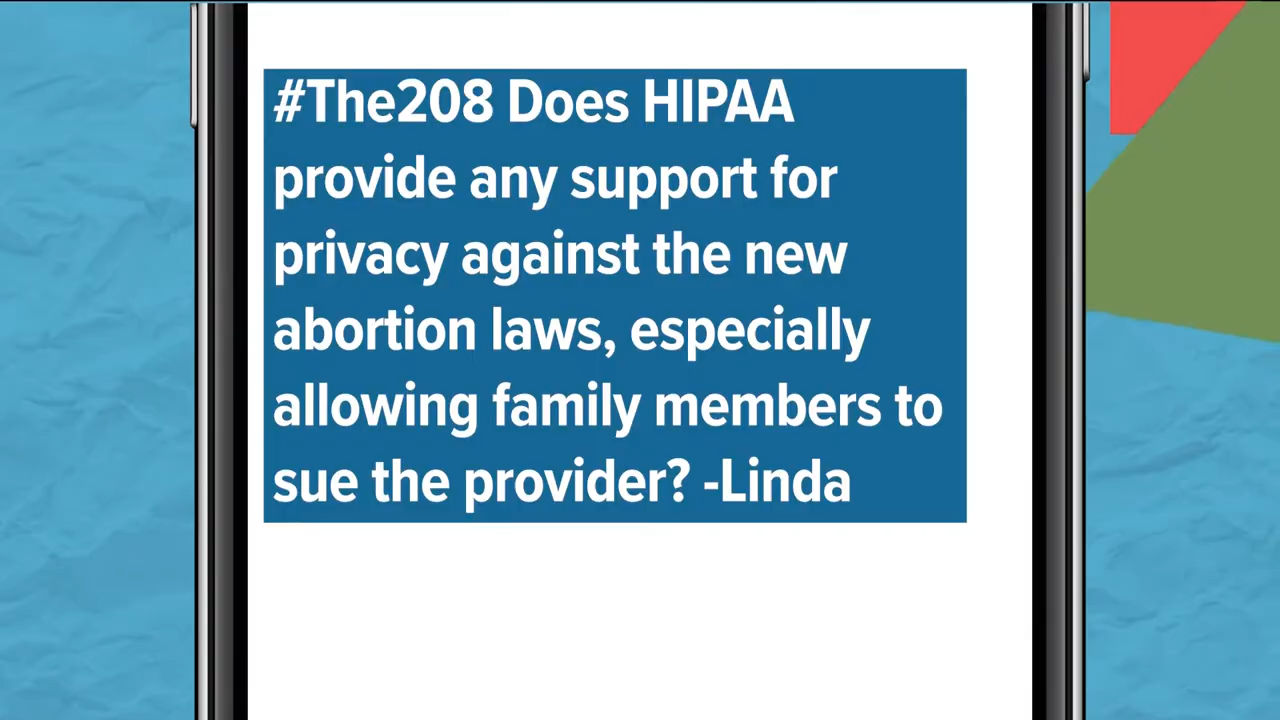 #The208 Does HIPAA
provide any support for
privacy against the new
abortion laws, especially
allowing family members to
sue the provider? -Linda